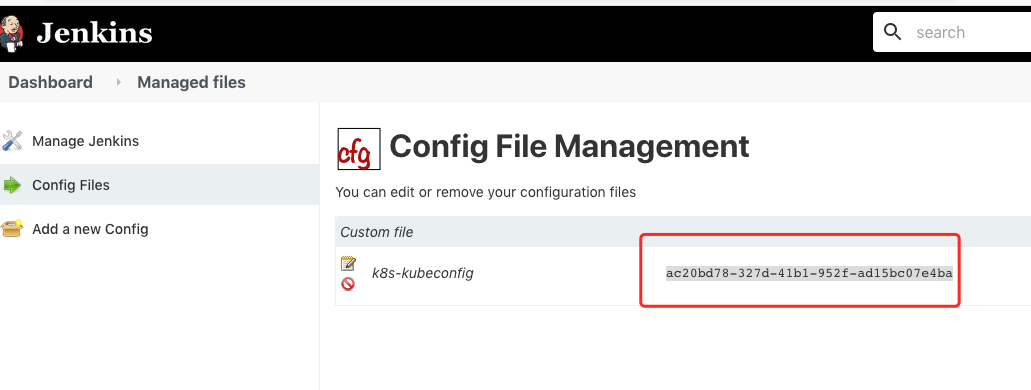 Jenkins
search
Dashboard
Managed files
Manage Jenkins
Config Files
Add a new Config
cfg
Config File Management
You can edit or remove your configuration files
Custom file
k8s-kubeconfig
ac20bd78-327d-41b1-952f-ad15bc07e4ba